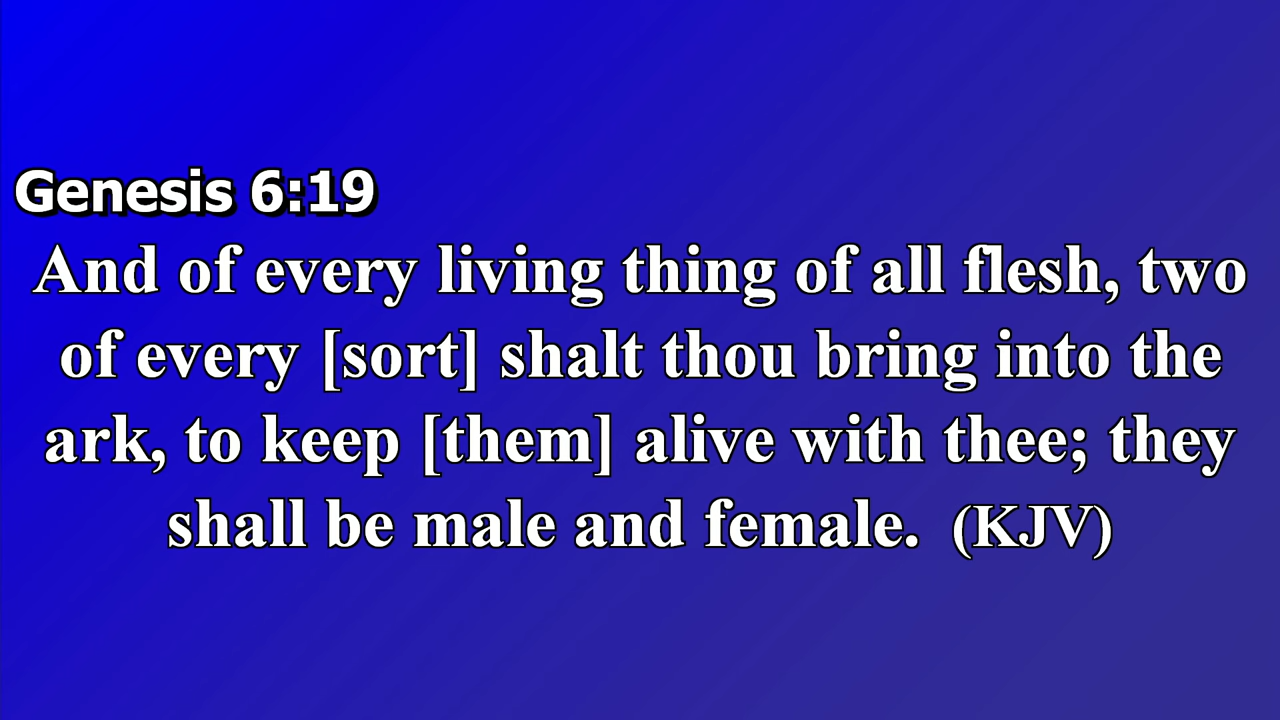 Genesis 6:19
And of every living thing of all flesh, two
of every [sort] shalt thou bring into the
ark, to keep [them] alive with thee; they
shall be male and female. (KJV)